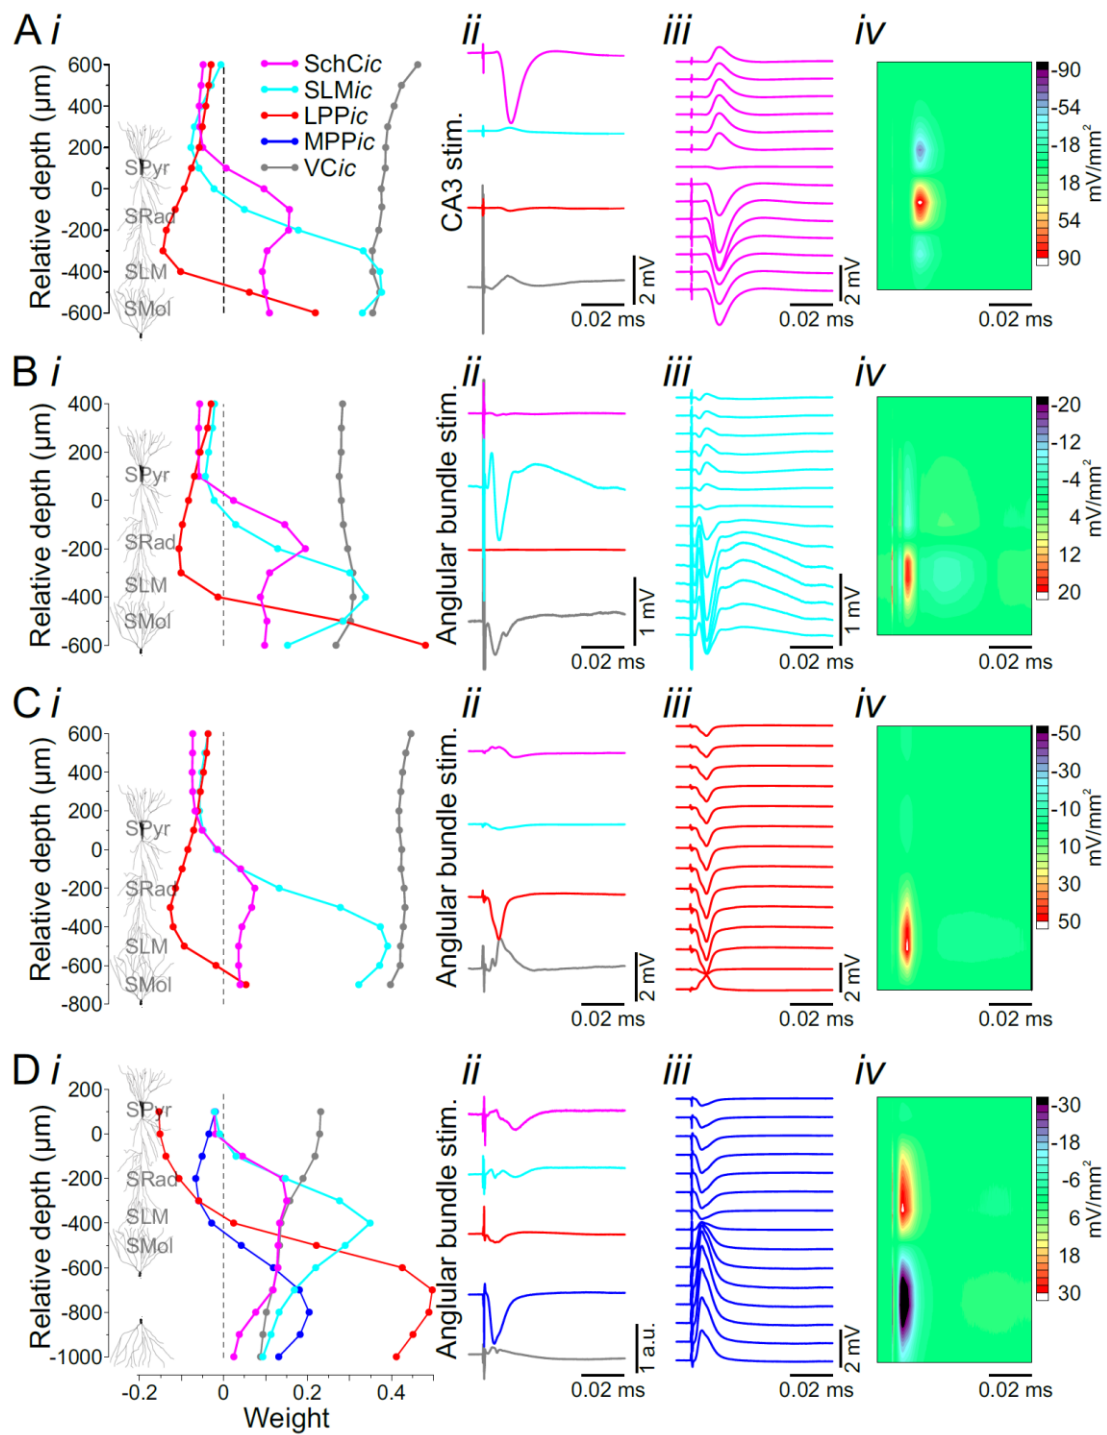 A i
ii
iii
iv
Relative depth (µm)
600
400
200
0
-200
-400
-600
SPyr
SRad
SLM
SMol
SchCic
SLMic
LPPic
MPPic
VCic
CA3 stim.
2 mV
0.02 ms
2 mV
0.02 ms
-90
-54
-18
18
54
90
mV/mm²
0.02 ms
B i
ii
iii
iv
Relative depth (µm)
400
200
0
-200
-400
-600
SPyr
SRad
SLM
SMol
Anglular bundle stim.
1 mV
0.02 ms
1 mV
0.02 ms
-20
-12
-4
4
12
20
mV/mm²
0.02 ms
C i
ii
iii
iv
Relative depth (µm)
600
400
200
0
-200
-400
-600
-800
SPyr
SRad
SLM
SMol
Anglular bundle stim.
2 mV
0.02 ms
2 mV
0.02 ms
-50
-30
-10
10
30
50
mV/mm²
0.02 ms
D i
ii
iii
iv
Relative depth (µm)
200
0
-200
-400
-600
-800
-1000
SPyr
SRad
SLM
SMol
-0.2
0
0.2
0.4
Weight
Anglular bundle stim.
1 a.u.
0.02 ms
2 mV
0.02 ms
-30
-18
-6
6
18
30
mV/mm²
0.02 ms